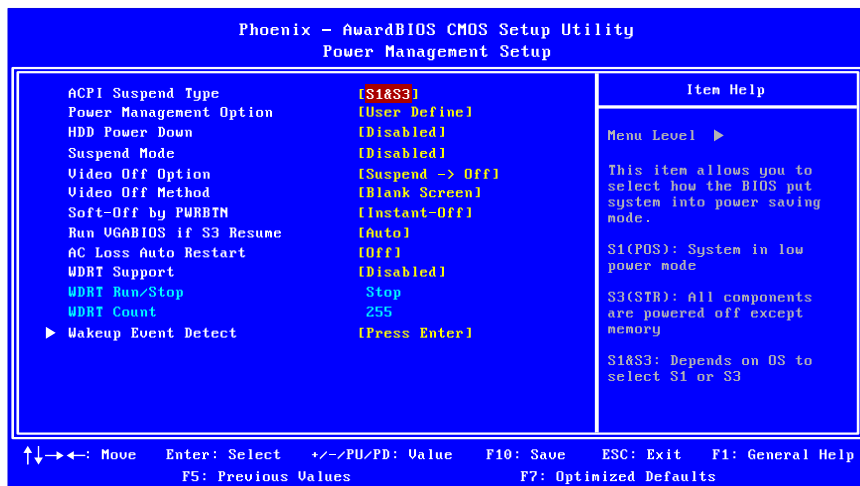 Phoenix – AwardBIOS CMOS Setup Utility
Power Management Setup
ACPI Suspend Type [S1&S3]
Power Management Option [User Define]
HDD Power Down [Disabled]
Suspend Mode [Disabled]
Video Off Option [Suspend -> Off]
Video Off Method [Blank Screen]
Soft-Off by PWRBTN [Instant-Off]
Run VGABIOS if S3 Resume [Auto]
AC Loss Auto Restart [Off]
WDRT Support [Disabled]
WDRT Run/Stop Stop
WDRT Count 255
▶ Wakeup Event Detect [Press Enter]
Item Help
Menu Level ▶
This item allows you to
select how the BIOS put
system into power saving
mode.
S1(POS): System in low
power mode
S3(STR): All components
are powered off except
memory
S1&S3: Depends on OS to
select S1 or S3
↑↓→←: Move Enter: Select +/-/PU/PD: Value F10: Save ESC: Exit F1: General Help
F5: Previous Values F7: Optimized Defaults